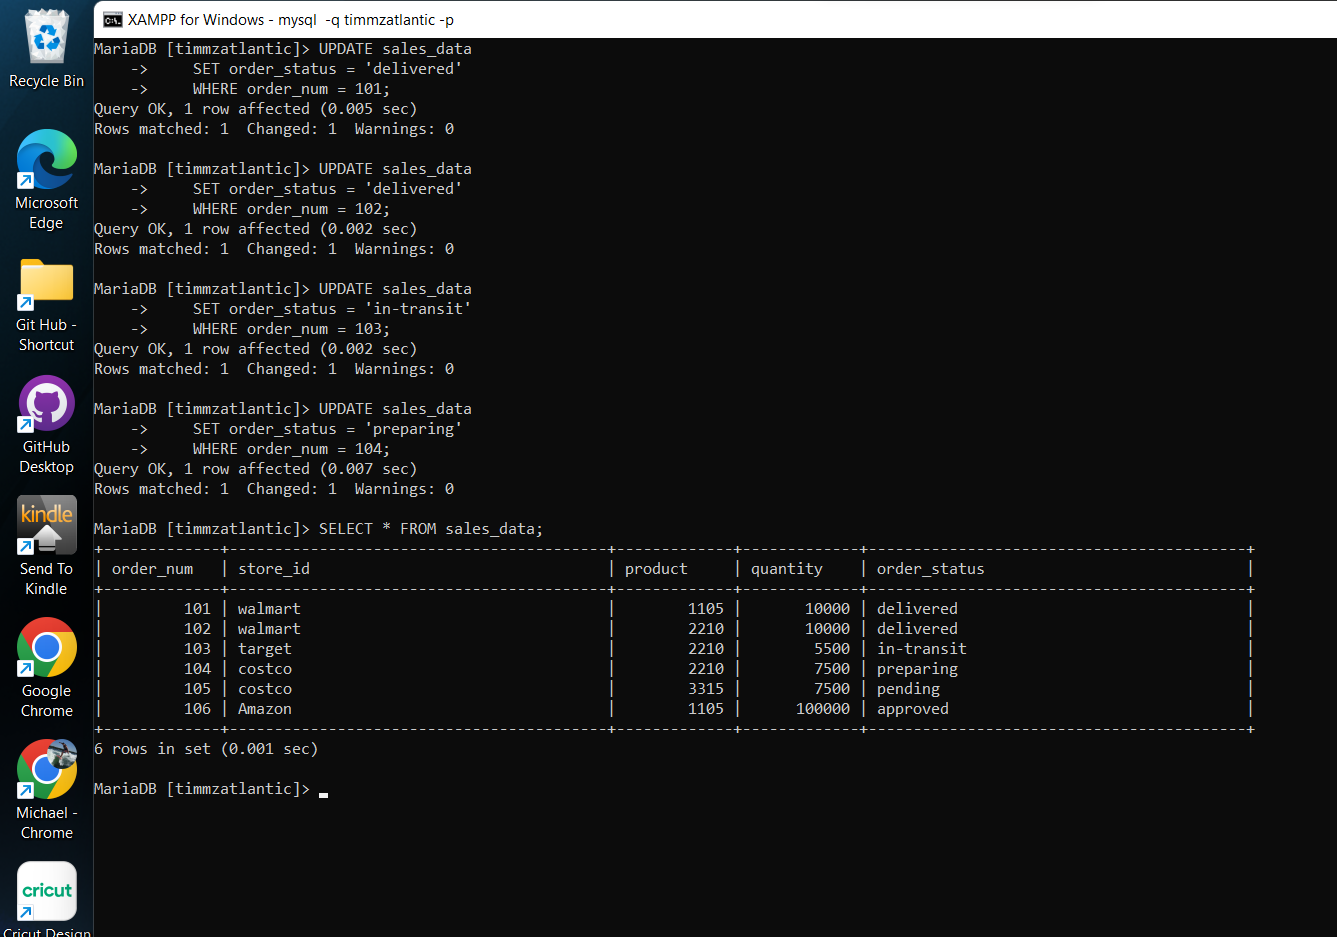 Recycle Bin
Microsoft
Edge
Git Hub -
Shortcut
GitHub
Desktop
kindle
Send To
Kindle
Google
Chrome
Michael -
Chrome
cricut
Cricut Design
C:\.
XAMPP for Windows - mysql  -q timmzatlantic -p
MariaDB [timmzatlantic]> UPDATE sales_data
    ->     SET order_status = 'delivered'
    ->     WHERE order_num = 101;
Query OK, 1 row affected (0.005 sec)
Rows matched: 1  Changed: 1  Warnings: 0
MariaDB [timmzatlantic]> UPDATE sales_data
    ->     SET order_status = 'delivered'
    ->     WHERE order_num = 102;
Query OK, 1 row affected (0.002 sec)
Rows matched: 1  Changed: 1  Warnings: 0
MariaDB [timmzatlantic]> UPDATE sales_data
    ->     SET order_status = 'in-transit'
    ->     WHERE order_num = 103;
Query OK, 1 row affected (0.002 sec)
Rows matched: 1  Changed: 1  Warnings: 0
MariaDB [timmzatlantic]> UPDATE sales_data
    ->     SET order_status = 'preparing'
    ->     WHERE order_num = 104;
Query OK, 1 row affected (0.007 sec)
Rows matched: 1  Changed: 1  Warnings: 0
MariaDB [timmzatlantic]> SELECT * FROM sales_data;
| order_num | store_id | product | quantity | order_status |
| 101 | walmart | 1105 | 10000 | delivered |
| 102 | walmart | 2210 | 10000 | delivered |
| 103 | target | 2210 | 5500 | in-transit |
| 104 | costco | 2210 | 7500 | preparing |
| 105 | costco | 3315 | 7500 | pending |
| 106 | Amazon | 1105 | 100000 | approved |
6 rows in set (0.001 sec)
MariaDB [timmzatlantic]>